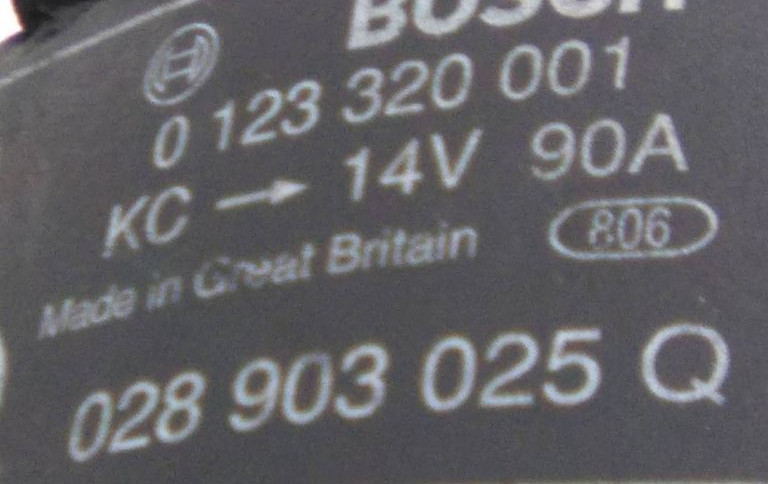 BOSCH
0 123 320 001
KC → 14V 90A
Made in Great Britain 806
028 903 025 Q